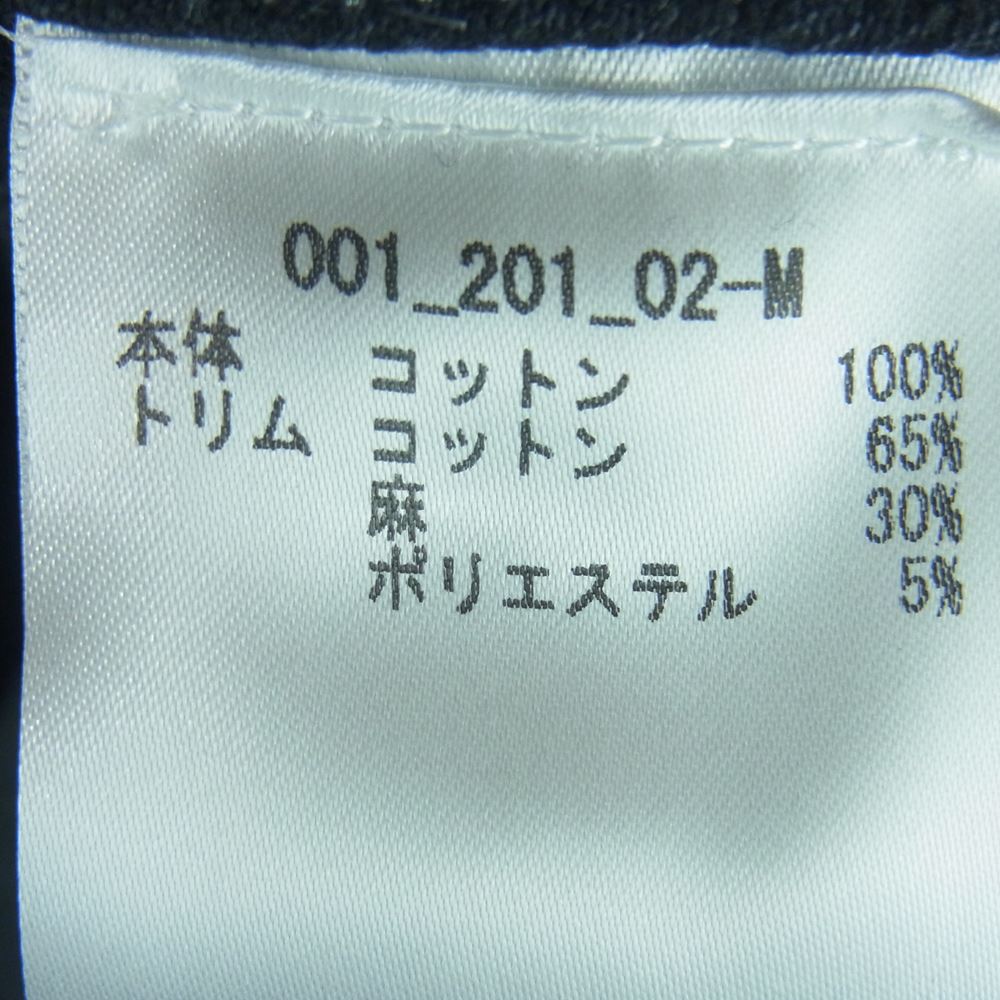 001_201_02-M
本体 コットン 100%
トリム コットン 65%
麻 30%
ポリエステル 5%